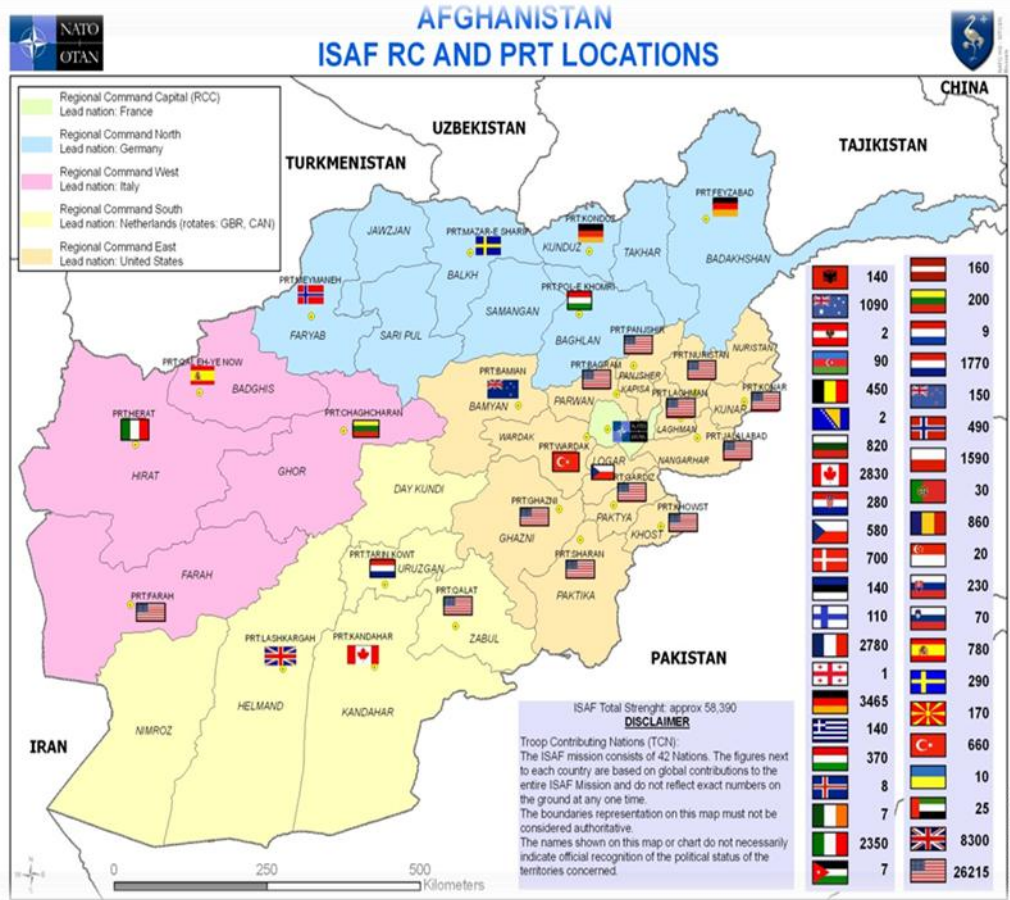 AFGHANISTAN
ISAF RC AND PRT LOCATIONS
NATO
OTAN
Regional Command Capital (RCC)
Lead nation: France
Regional Command North
Lead nation: Germany
Regional Command West
Lead nation: Italy
Regional Command South
Lead nation: Netherlands (rotates: GBR, CAN)
Regional Command East
Lead nation: United States
CHINA
UZBEKISTAN
TAJIKISTAN
TURKMENISTAN
PRT FEYZABAD
JAWZJAN
PRT:MAZAR-E SHARIF
PRT:KONDOZ
KUNDUZ
TAKHAR
BADAKHSHAN
BALKH
PRT:MEYMANEH
PRT:POL-E KHOMRI
SAMANGAN
FARYAB
SARI PUL
BAGHLAN
PRT:PANJSHIR
NURISTAN
PRT:NURISTAN
PRT:QALEH-YE NOW
BADGHIS
PRT:BAMIAN
PRT:BAGRAM
PANJSHER
KAPISA
PRT:KONAR
BAMYAN
PARWAN
PRT:LAGHMAN
KUNAR
PRT:HERAT
PRT:CHAGHCHARAN
LAGHMAN
WARDAK
PRT:JALALABAD
PRT:WARDAK
LOGAR
NANGARHAR
HIRAT
GHOR
DAY KUNDI
PRT:GARDIZ
PRT:GHAZNI
PAKTYA
PRT:KHOWST
GHAZNI
KHOST
PRT:TARIN KOWT
URUZGAN
PRT:SHARAN
FARAH
PRT:FARAH
PRT:QALAT
PAKTIKA
PRT:LASHKARGAH
PRT:KANDAHAR
ZABUL
PAKISTAN
HELMAND
KANDAHAR
NIMROZ
IRAN
140
1090
2
90
450
2
820
2830
280
580
700
140
110
2780
1
3465
140
370
8
7
2350
7
160
200
9
1770
150
490
1590
30
860
20
230
70
780
290
170
660
10
25
8300
26215
ISAF Total Strenght: approx 58,390
DISCLAIMER
Troop Contributing Nations (TCN):
The ISAF mission consists of 42 Nations. The figures next
to each country are based on global contributions to the
entire ISAF Mission and do not reflect exact numbers on
the ground at any one time.
The boundaries representation on this map must not be
considered authoritative.
The names shown on this map or chart do not necessarily
indicate official recognition of the political status of the
territories concerned.
0 250 500
Kilometers